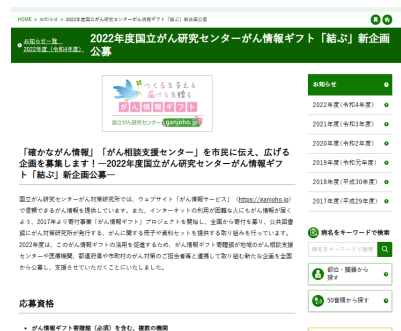 HOME > お知らせ > 2022年度国立がん研究センターがん情報ギフト「結ぶ」新企画公募
お知らせ一覧
2022年度（令和4年度）
2022年度国立がん研究センターがん情報ギフト「結ぶ」新企画
公募
つくるを支える
届けるを贈る
がん情報ギフト
国立がん研究センター ganjoho.jp
「確かながん情報」「がん相談支援センター」を市民に伝え、広げる
企画を募集します！―2022年度国立がん研究センターがん情報ギフ
ト「結ぶ」新企画公募―
国立がん研究センターがん対策研究所では、ウェブサイト「がん情報サービス」（https://ganjoho.jp）
で信頼できるがん情報を提供しています。また、インターネットの利用が困難な人にもがん情報が届く
よう、2017年より寄付事業「がん情報ギフト」プロジェクトを開始し、全国から寄付を募り、公共図書
館にがん対策研究所が発行する、がんに関する冊子や資料セットを提供する取り組みを行っています。
2022年度は、このがん情報ギフトの活用を促進するため、がん情報ギフト寄贈館が地域のがん相談支援
センターや医療機関、都道府県や市町村のがん対策のご担当者等と連携して取り組む新たな企画を全国
から公募し、支援させていただくことにいたしました。
応募資格
• がん情報ギフト寄贈館（必須）を含む、複数の機関
お知らせ
2022年度(令和4年度)
2021年度(令和3年度)
2020年度(令和2年度)
2019年度(令和元年度)
2018年度(平成30年度)
2017年度(平成29年度)
病名をキーワードで検索
病名をキーワードで検索
部位・臓器から
探す
50音順から探す